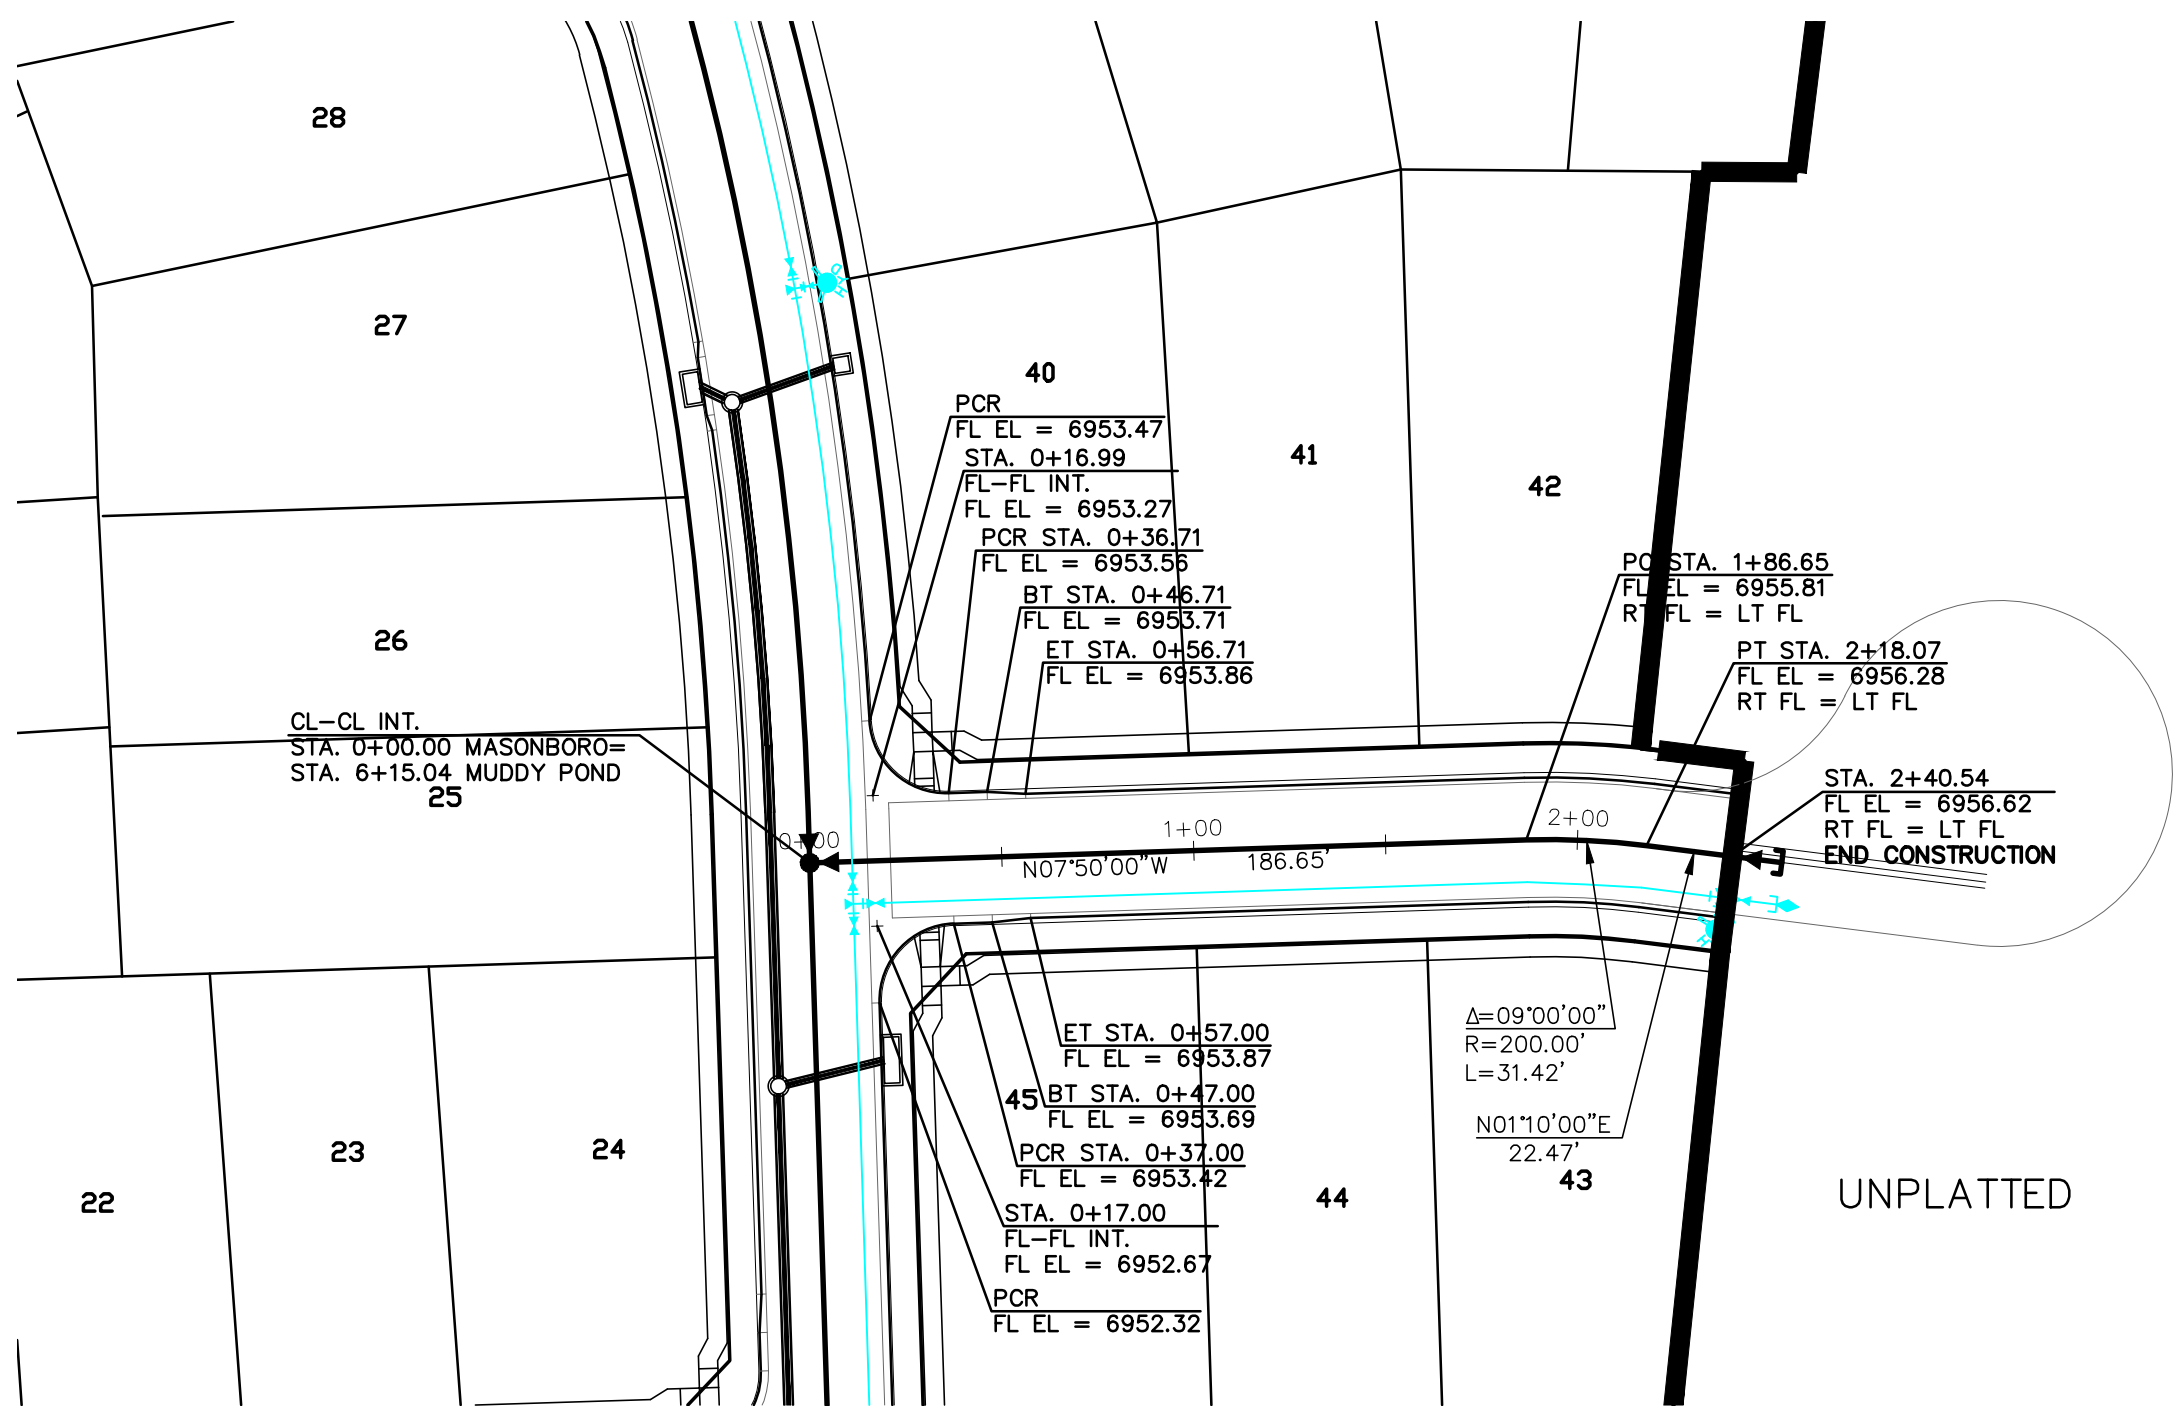 28
27
40
PCR
FL EL = 6953.47
STA. 0+16.99
FL-FL INT.
FL EL = 6953.27
PCR STA. 0+36.71
FL EL = 6953.56
BT STA. 0+46.71
FL EL = 6953.71
ET STA. 0+56.71
FL EL = 6953.86
41
42
PC STA. 1+86.65
FL EL = 6955.81
RT FL = LT FL
PT STA. 2+18.07
FL EL = 6956.28
RT FL = LT FL
26
CL-CL INT.
STA. 0+00.00 MASONBORO=
STA. 6+15.04 MUDDY POND
25
STA. 2+40.54
FL EL = 6956.62
RT FL = LT FL
END CONSTRUCTION
0+00
1+00
2+00
N07°50'00"W 186.65'
Δ=09°00'00"
R=200.00'
L=31.42'
N01°10'00"E
22.47'
ET STA. 0+57.00
FL EL = 6953.87
45
BT STA. 0+47.00
FL EL = 6953.69
PCR STA. 0+37.00
FL EL = 6953.42
STA. 0+17.00
FL-FL INT.
FL EL = 6952.67
PCR
FL EL = 6952.32
22
23
24
44
43
UNPLATTED